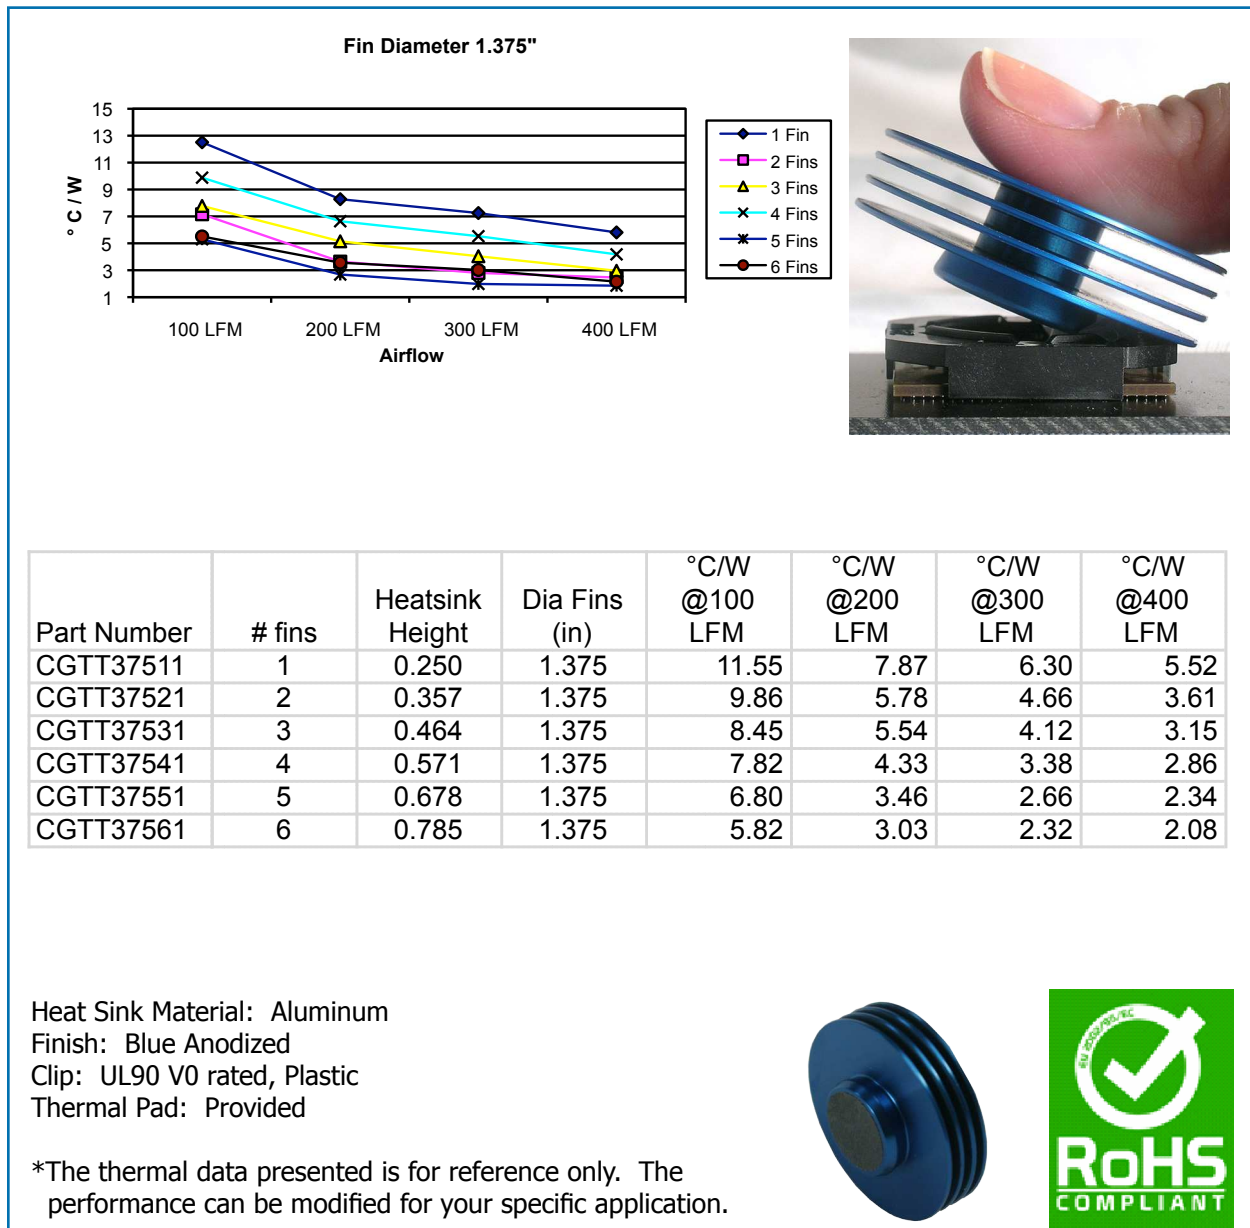 Fin Diameter 1.375"
15
13
11
9
7
5
3
1
° C / W
100 LFM 200 LFM 300 LFM 400 LFM
Airflow
1 Fin
2 Fins
3 Fins
4 Fins
5 Fins
6 Fins
Part Number # fins Heatsink Height Dia Fins (in) °C/W @100 LFM °C/W @200 LFM °C/W @300 LFM °C/W @400 LFM
CGTT37511 1 0.250 1.375 11.55 7.87 6.30 5.52
CGTT37521 2 0.357 1.375 9.86 5.78 4.66 3.61
CGTT37531 3 0.464 1.375 8.45 5.54 4.12 3.15
CGTT37541 4 0.571 1.375 7.82 4.33 3.38 2.86
CGTT37551 5 0.678 1.375 6.80 3.46 2.66 2.34
CGTT37561 6 0.785 1.375 5.82 3.03 2.32 2.08
Heat Sink Material: Aluminum
Finish: Blue Anodized
Clip: UL90 V0 rated, Plastic
Thermal Pad: Provided
*The thermal data presented is for reference only. The
performance can be modified for your specific application.
EU 2002/95/EC
RoHS
COMPLIANT